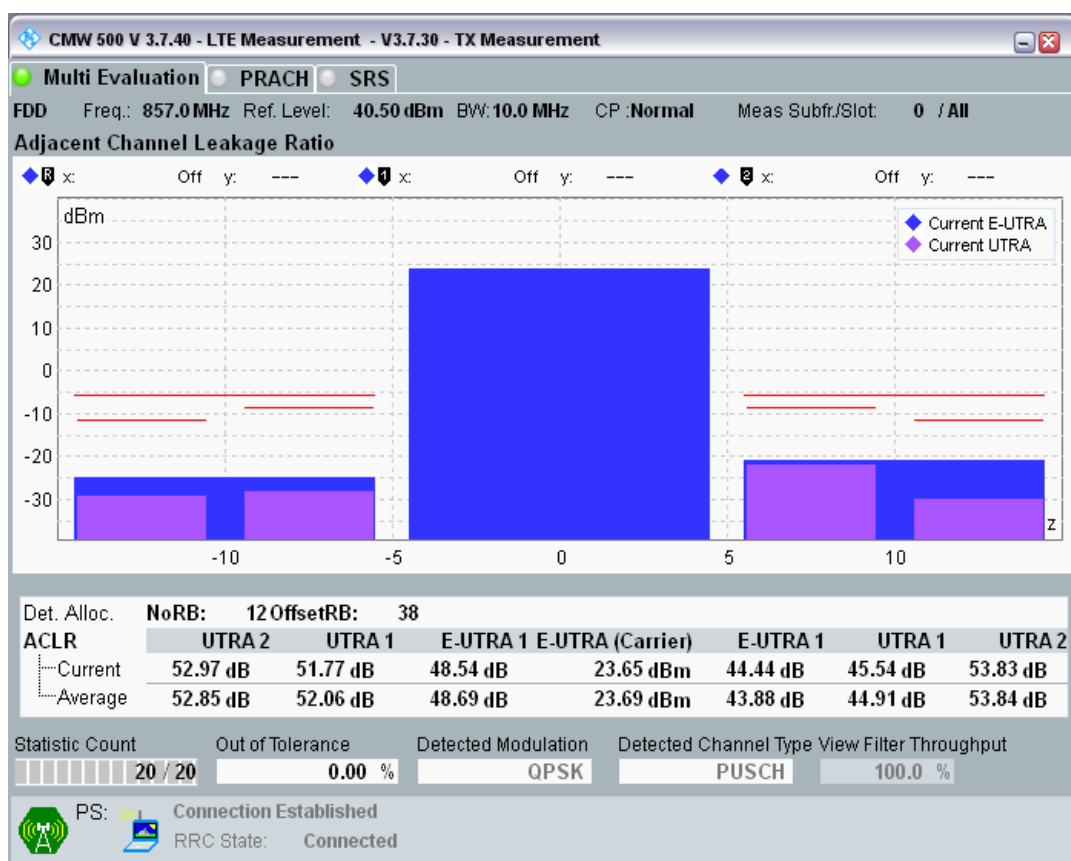 CMW 500 V 3.7.40 - LTE Measurement - V3.7.30 - TX Measurement
Multi Evaluation PRACH SRS
FDD Freq.: 857.0 MHz Ref. Level: 40.50 dBm BW: 10.0 MHz CP :Normal Meas Subfr./Slot: 0 / All
Adjacent Channel Leakage Ratio
R x: Off y: --- 1 x: Off y: --- 2 x: Off y: ---
dBm
Current E-UTRA
Current UTRA
30
20
10
0
-10
-20
-30
z
-10 -5 0 5 10
Det. Alloc. NoRB: 12 OffsetRB: 38
ACLR UTRA 2 UTRA 1 E-UTRA 1 E-UTRA (Carrier) E-UTRA 1 UTRA 1 UTRA 2
Current 52.97 dB 51.77 dB 48.54 dB 23.65 dBm 44.44 dB 45.54 dB 53.83 dB
Average 52.85 dB 52.06 dB 48.69 dB 23.69 dBm 43.88 dB 44.91 dB 53.84 dB
Statistic Count Out of Tolerance Detected Modulation Detected Channel Type View Filter Throughput
20 / 20 0.00 % QPSK PUSCH 100.0 %
PS: Connection Established
RRC State: Connected